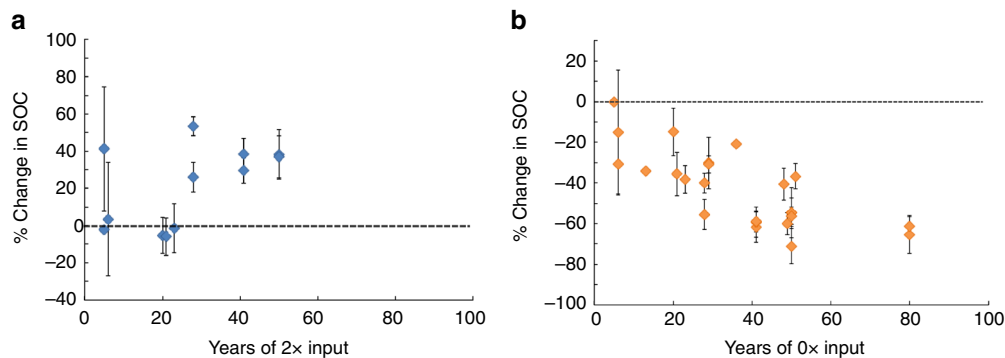 a
100
80
60
40
20
0
−20
−40
% Change in SOC
0 20 40 60 80 100
Years of 2× input
b
20
0
−20
−40
−60
−80
−100
% Change in SOC
0 20 40 60 80 100
Years of 0× input